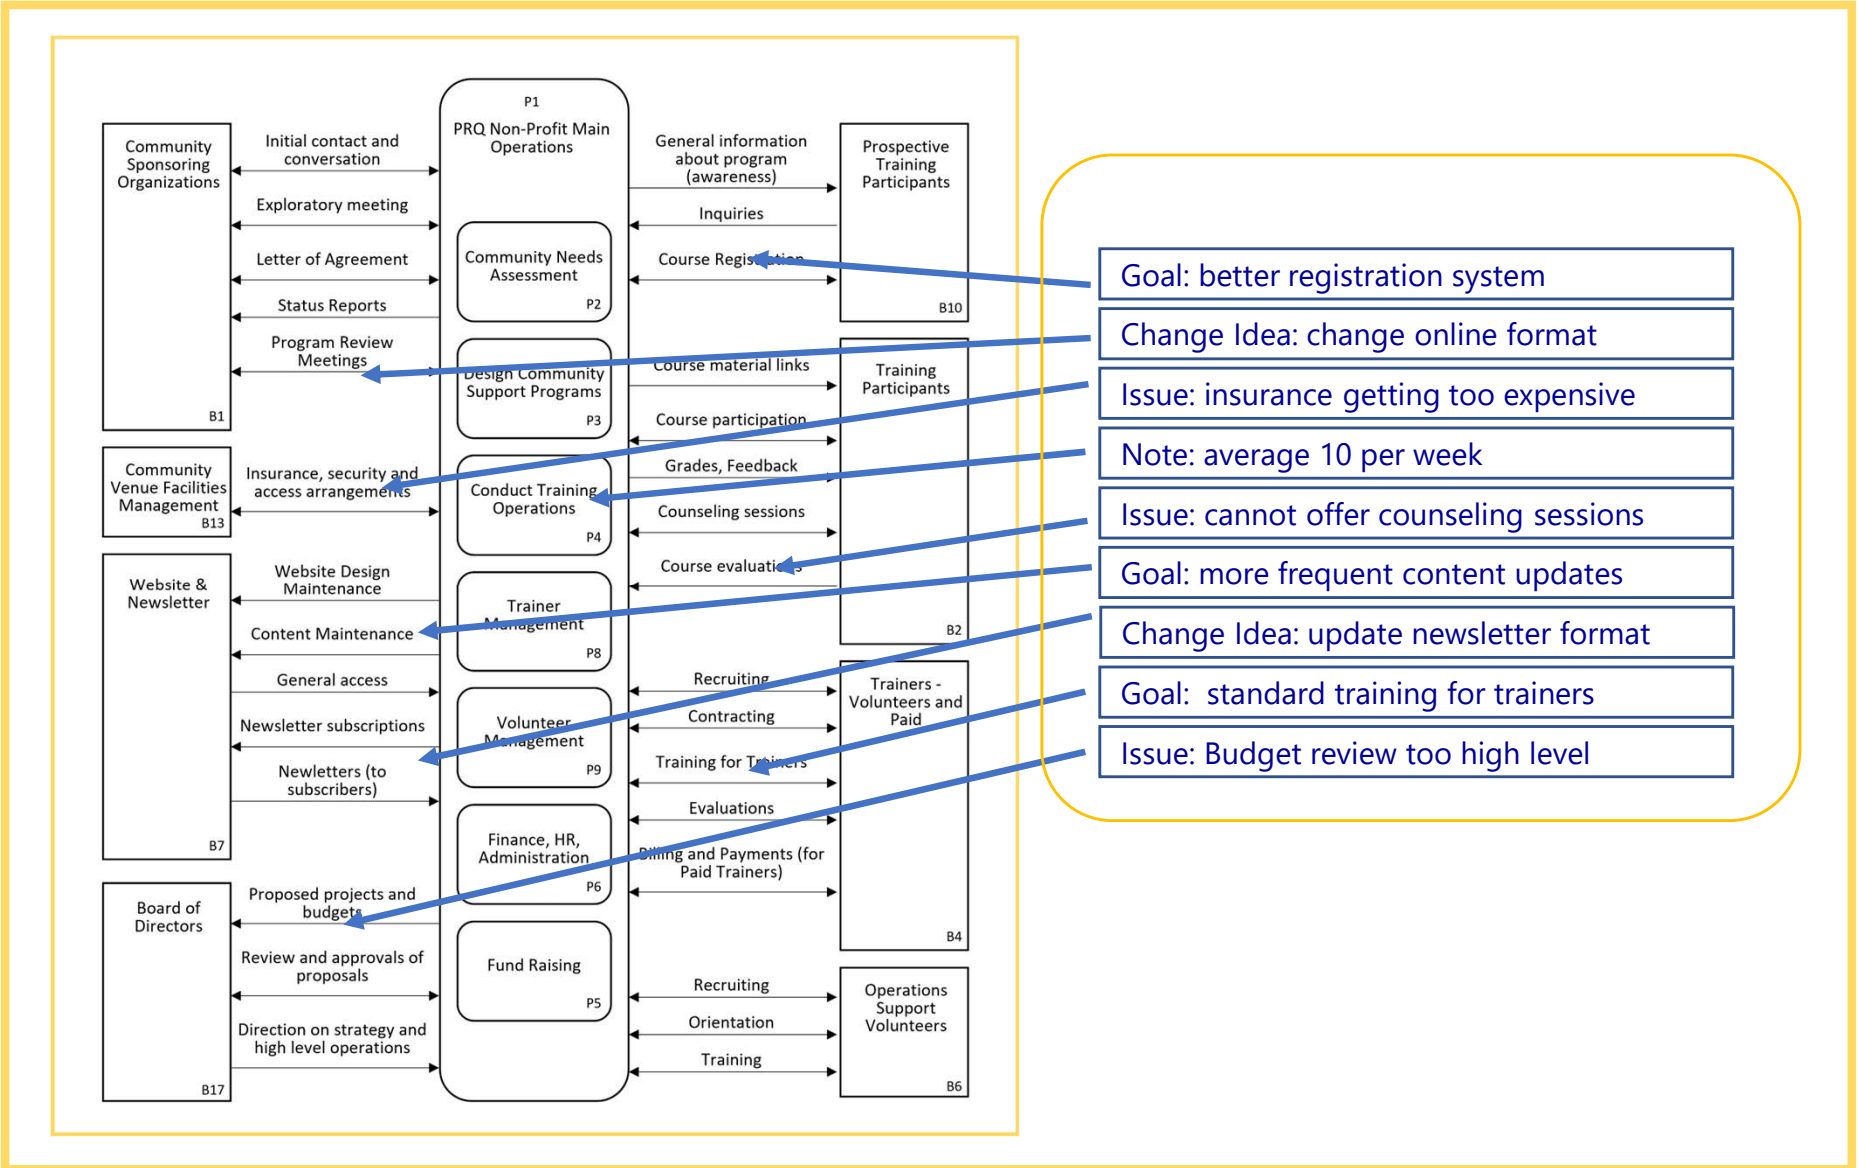 Community
Sponsoring
Organizations
B1
Initial contact and
conversation
Exploratory meeting
Letter of Agreement
Status Reports
Program Review
Meetings
Community
Venue Facilities
Management
B13
Insurance, security and
access arrangements
Website &
Newsletter
B7
Website Design
Maintenance
Content Maintenance
General access
Newsletter subscriptions
Newletters (to
subscribers)
Board of
Directors
B17
Proposed projects and
budgets
Review and approvals of
proposals
Direction on strategy and
high level operations
P1
PRQ Non-Profit Main
Operations
Community Needs
Assessment
P2
Design Community
Support Programs
P3
Conduct Training
Operations
P4
Trainer
Management
P8
Volunteer
Management
P9
Finance, HR,
Administration
P6
Fund Raising
P5
General information
about program
(awareness)
Inquiries
Course Registration
Prospective
Training
Participants
B10
Course material links
Course participation
Grades, Feedback
Counseling sessions
Course evaluations
Training
Participants
B2
Recruiting
Contracting
Training for Trainers
Evaluations
Billing and Payments (for
Paid Trainers)
Trainers -
Volunteers and
Paid
B4
Recruiting
Orientation
Training
Operations
Support
Volunteers
B6
Goal: better registration system
Change Idea: change online format
Issue: insurance getting too expensive
Note: average 10 per week
Issue: cannot offer counseling sessions
Goal: more frequent content updates
Change Idea: update newsletter format
Goal:  standard training for trainers
Issue: Budget review too high level